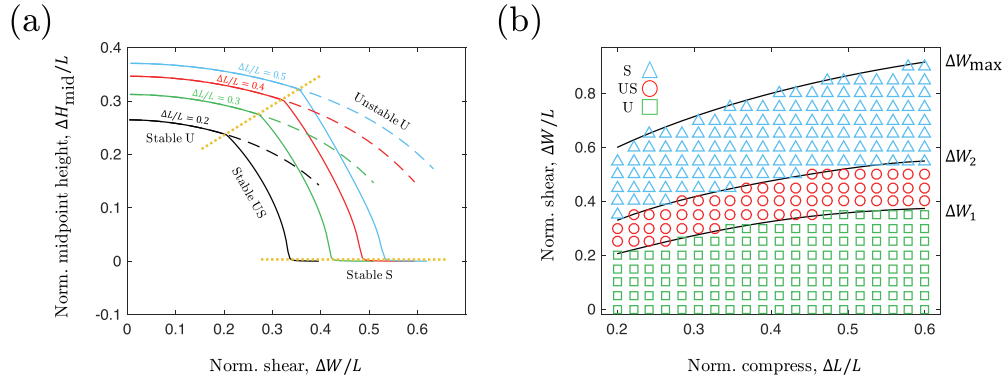 (a)
Norm. midpoint height, ΔH_mid/L
0.4
0.3
0.2
0.1
0
-0.1
ΔL/L = 0.5
ΔL/L = 0.4
ΔL/L = 0.3
ΔL/L = 0.2
Unstable U
Stable U
Stable US
Stable S
0 0.1 0.2 0.3 0.4 0.5 0.6
Norm. shear, ΔW/L
(b)
Norm. shear, ΔW/L
0.8
0.6
0.4
0.2
0
S
US
U
ΔW_max
ΔW_2
ΔW_1
0.2 0.3 0.4 0.5 0.6
Norm. compress, ΔL/L